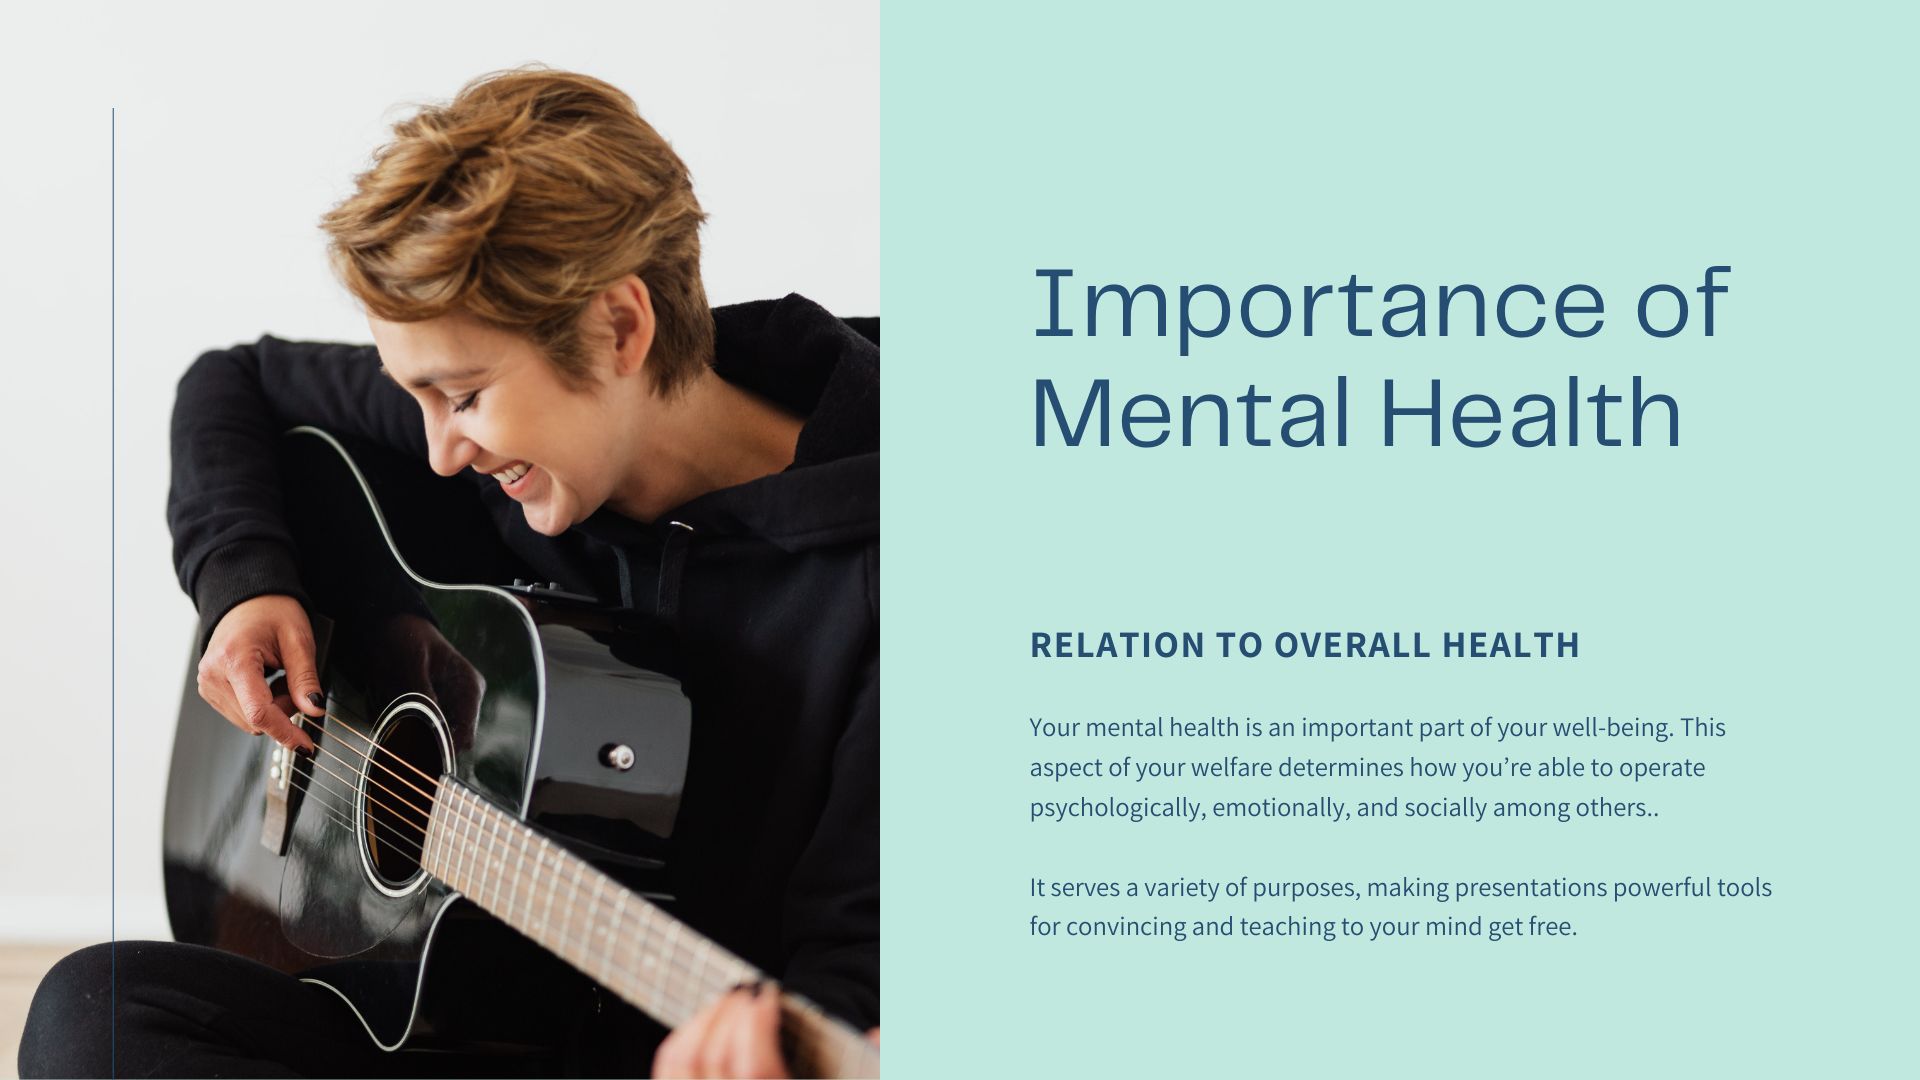 Importance of
Mental Health
RELATION TO OVERALL HEALTH
Your mental health is an important part of your well-being. This
aspect of your welfare determines how you’re able to operate
psychologically, emotionally, and socially among others..
It serves a variety of purposes, making presentations powerful tools
for convincing and teaching to your mind get free.